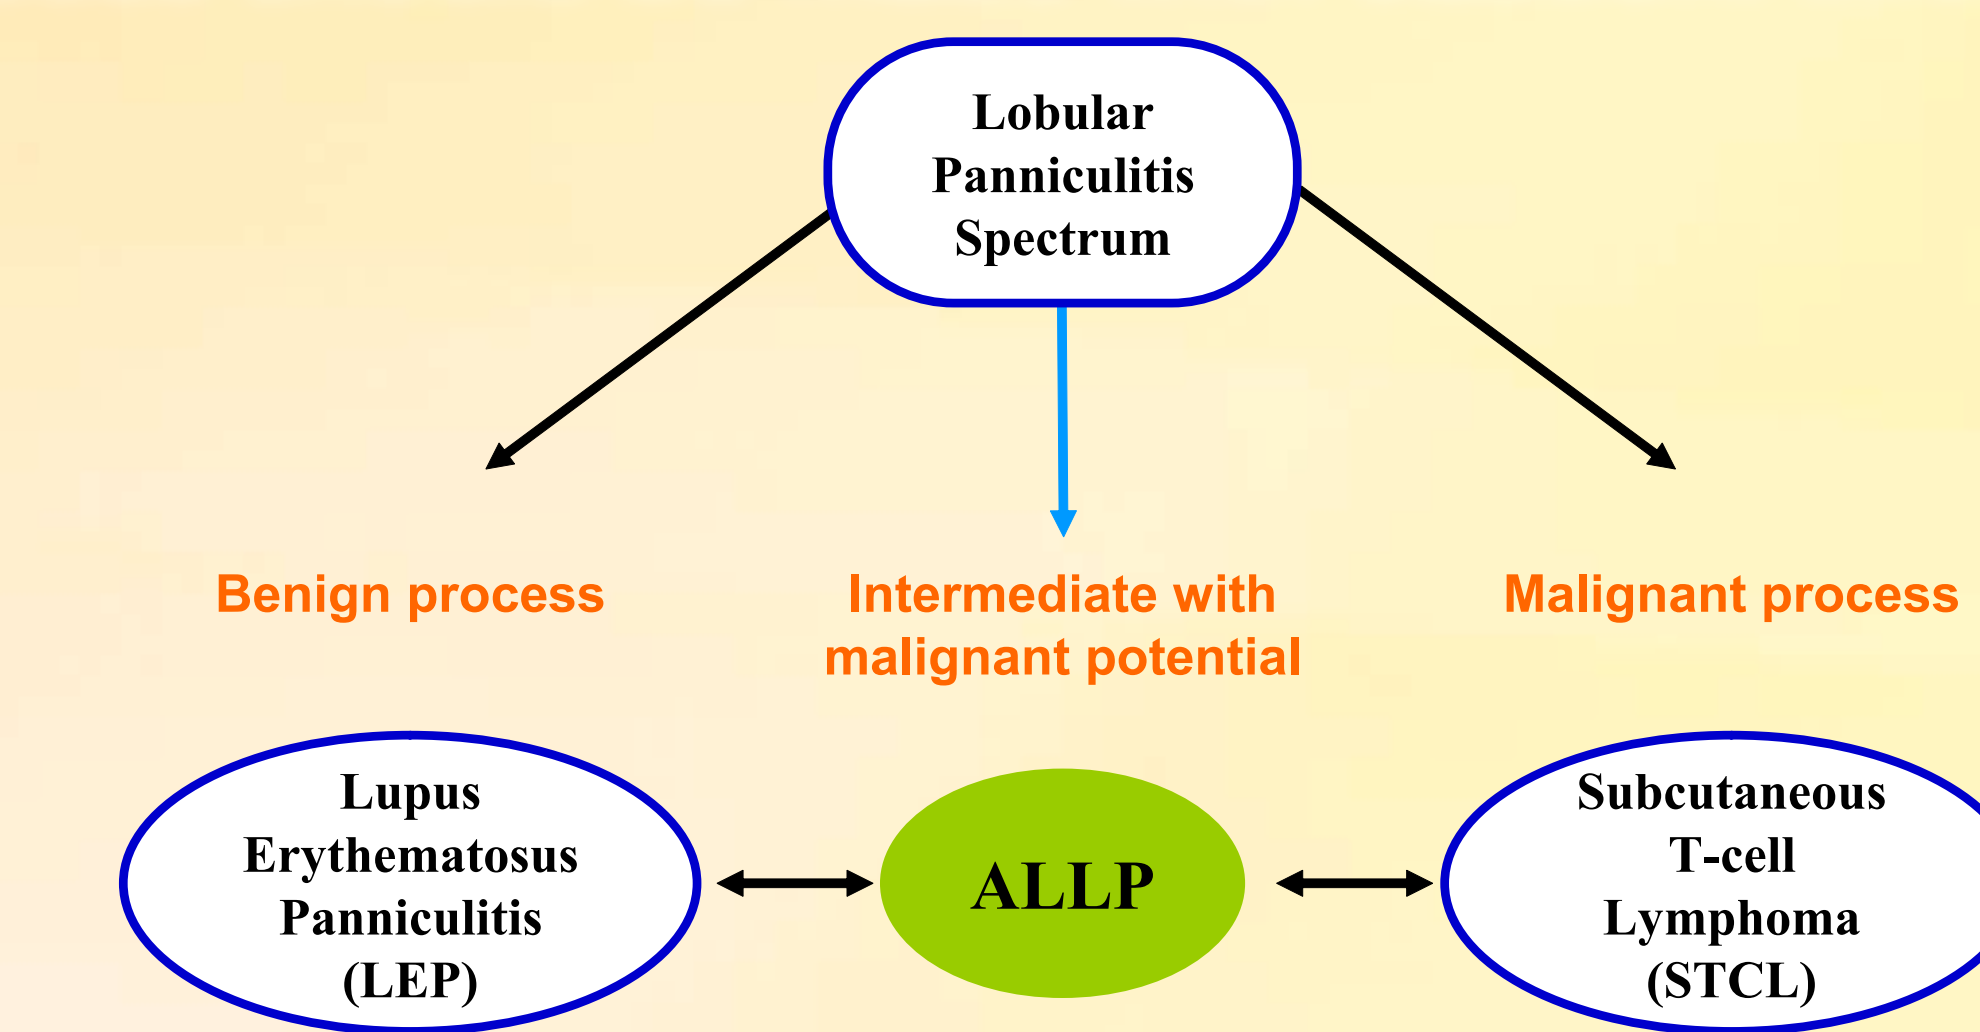 Lobular
Panniculitis
Spectrum
Benign process
Intermediate with
malignant potential
Malignant process
Lupus
Erythematosus
Panniculitis
(LEP)
ALLP
Subcutaneous
T-cell
Lymphoma
(STCL)